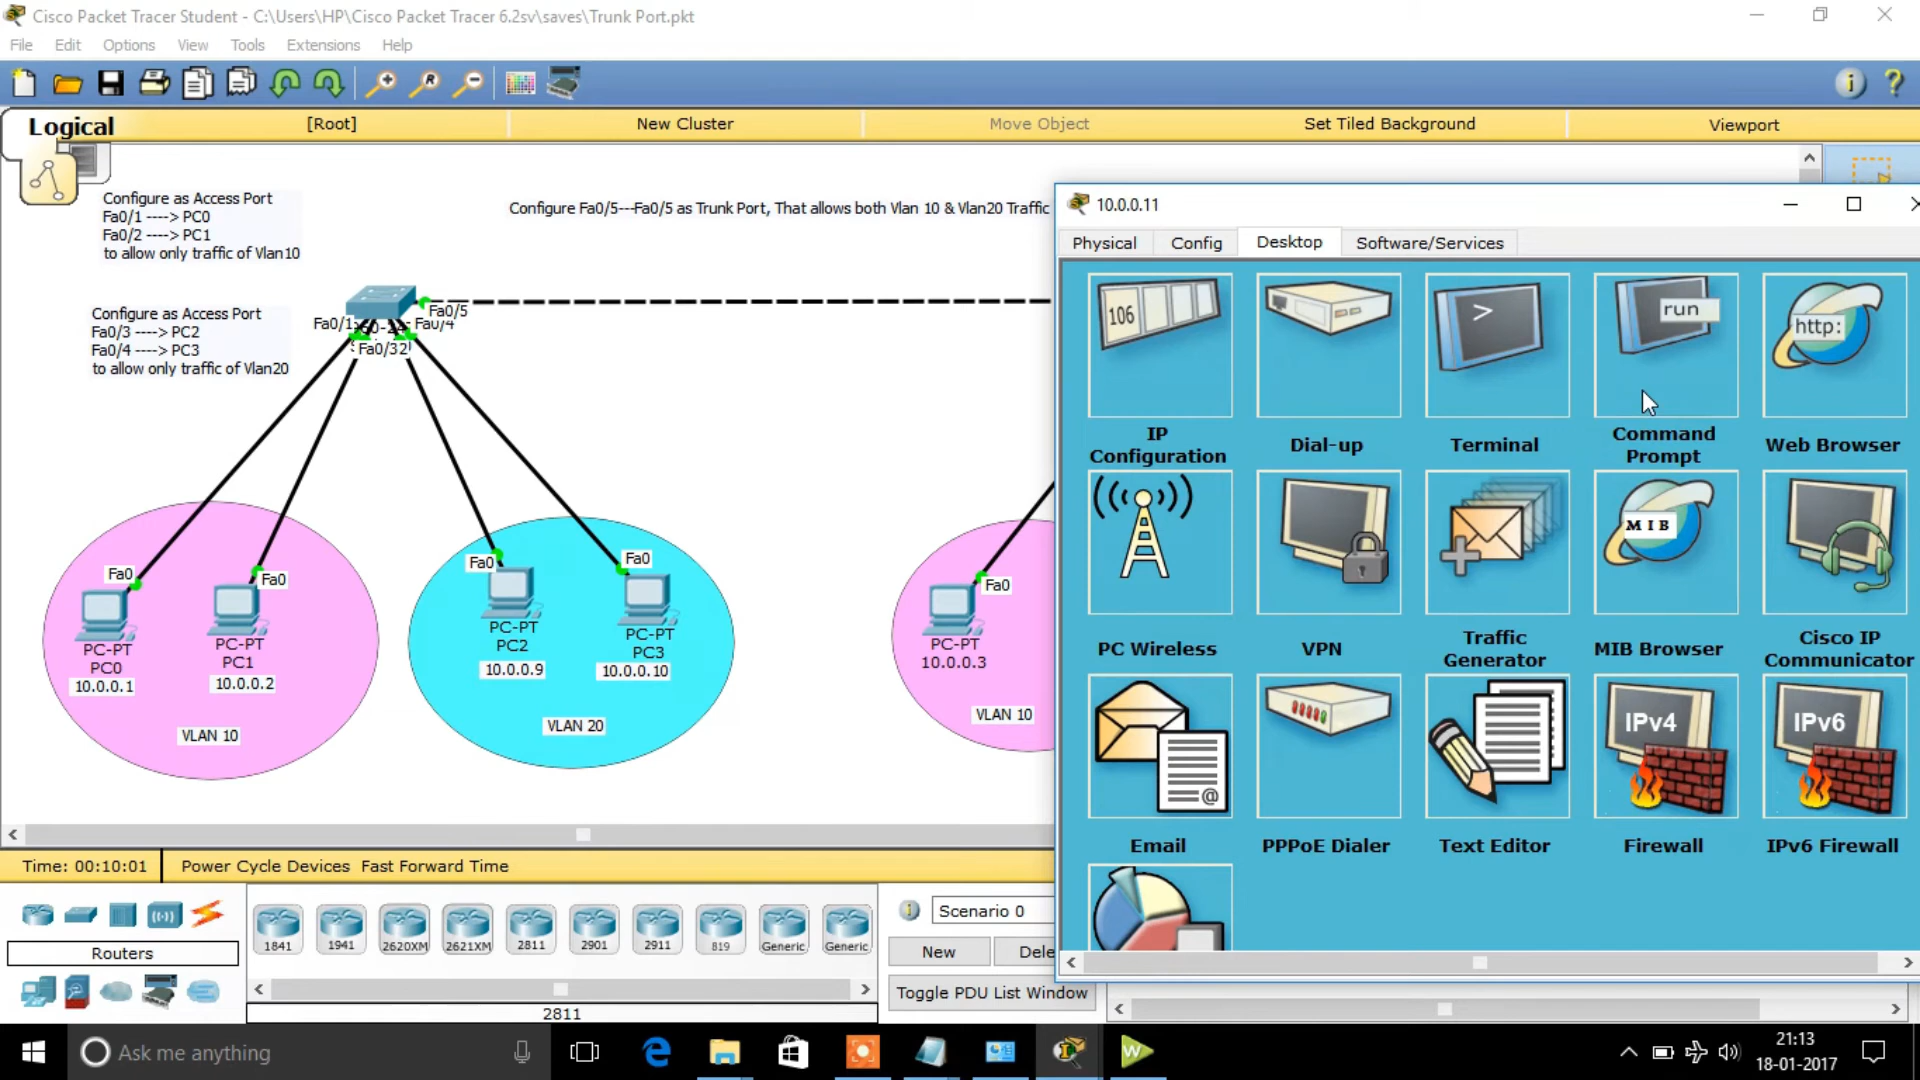 Cisco Packet Tracer Student - C:\Users\HP\Cisco Packet Tracer 6.2sv\saves\Trunk Port.pkt
File Edit Options View Tools Extensions Help
Logical [Root] New Cluster Move Object Set Tiled Background Viewport
Configure as Access Port
Fa0/1 ----> PC0
Fa0/2 ----> PC1
to allow only traffic of Vlan10
Configure Fa0/5---Fa0/5 as Trunk Port, That allows both Vlan 10 & Vlan20 Traffic
Configure as Access Port
Fa0/3 ----> PC2
Fa0/4 ----> PC3
to allow only traffic of Vlan20
Fa0/5
Fa0/1 Fa0/4
Fa0/32
Fa0
Fa0
Fa0
Fa0
Fa0
PC-PT
PC0
10.0.0.1
PC-PT
PC1
10.0.0.2
VLAN 10
PC-PT
PC2
10.0.0.9
PC-PT
PC3
10.0.0.10
VLAN 20
PC-PT
10.0.0.3
VLAN 10
10.0.0.11
Physical Config Desktop Software/Services
106
>
run
http:
IP Configuration
Dial-up
Terminal
Command Prompt
Web Browser
MIB
PC Wireless
VPN
Traffic Generator
MIB Browser
Cisco IP Communicator
@
IPv4
IPv6
Email
PPPoE Dialer
Text Editor
Firewall
IPv6 Firewall
Time: 00:10:01 Power Cycle Devices Fast Forward Time
Routers
1841 1941 2620XM 2621XM 2811 2901 2911 819 Generic Generic
2811
Scenario 0
New Dele
Toggle PDU List Window
Ask me anything
21:13
18-01-2017